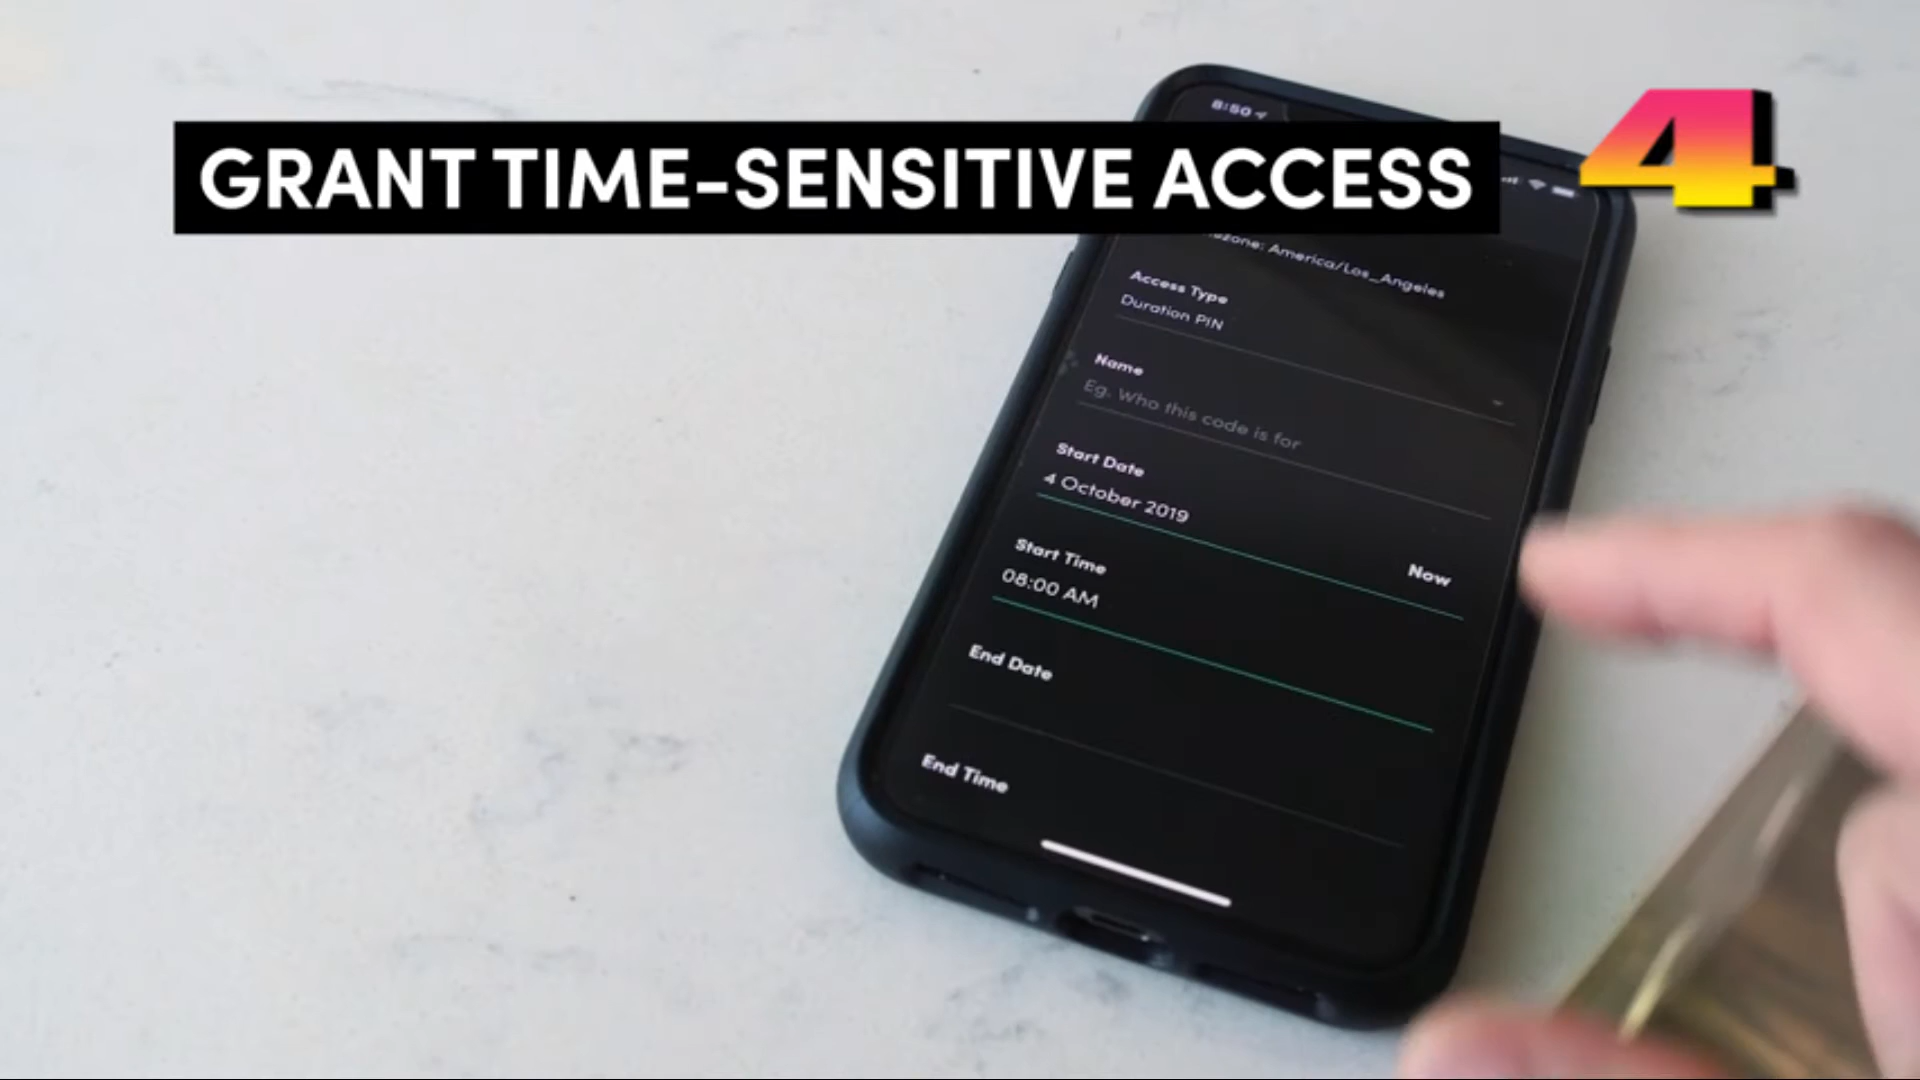 GRANT TIME-SENSITIVE ACCESS
4
8:50
America/Los_Angeles
Access Type
Duration PIN
Name
Eg. Who this code is for
Start Date
4 October 2019
Start Time
Now
08:00 AM
End Date
End Time